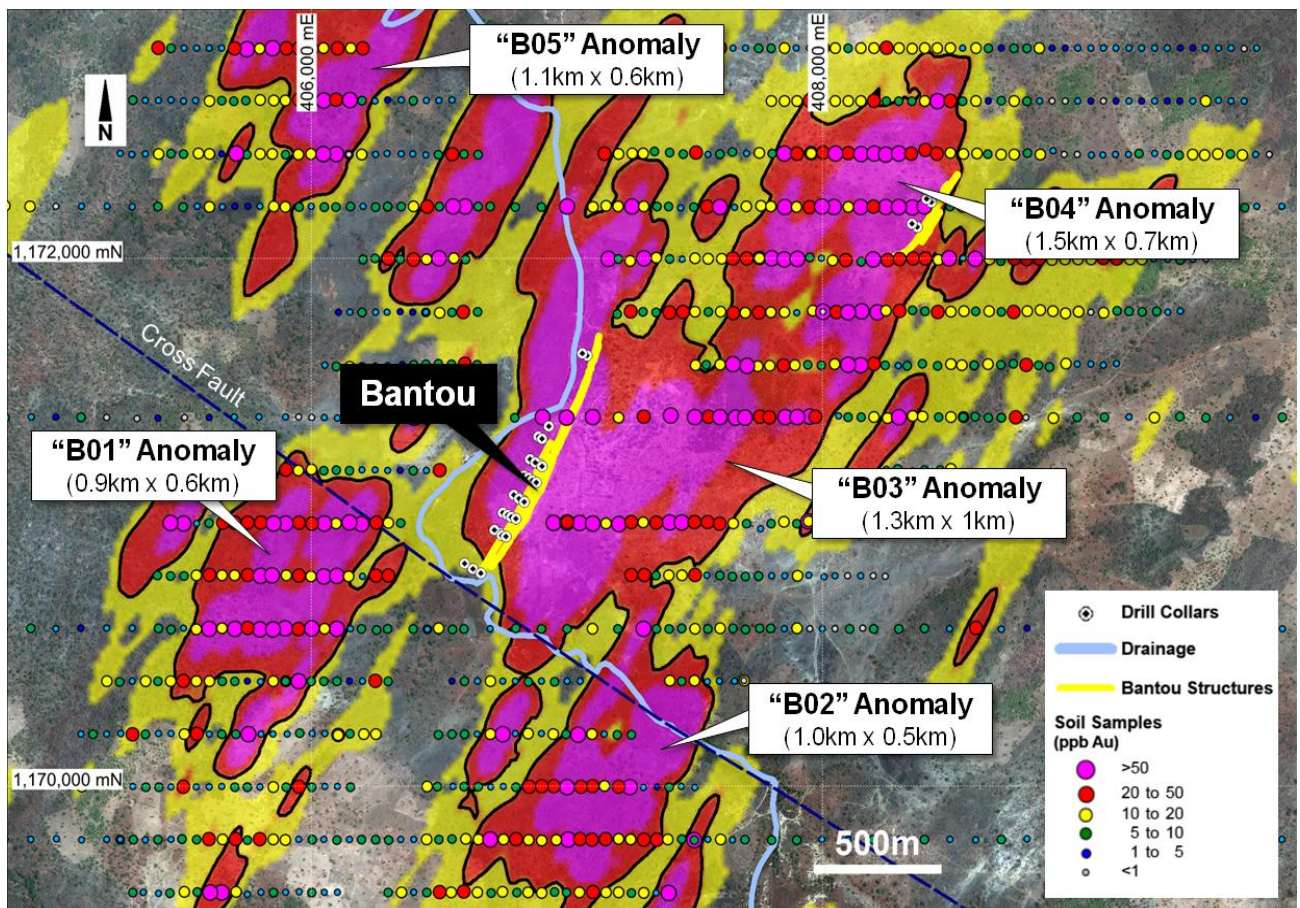 "B05" Anomaly
(1.1km x 0.6km)
406,000 mE
408,000 mE
N
"B04" Anomaly
(1.5km x 0.7km)
1,172,000 mN
Cross Fault
Bantou
"B01" Anomaly
(0.9km x 0.6km)
"B03" Anomaly
(1.3km x 1km)
"B02" Anomaly
(1.0km x 0.5km)
1,170,000 mN
500m
Drill Collars
Drainage
Bantou Structures
Soil Samples
(ppb Au)
>50
20 to 50
10 to 20
5 to 10
1 to 5
<1